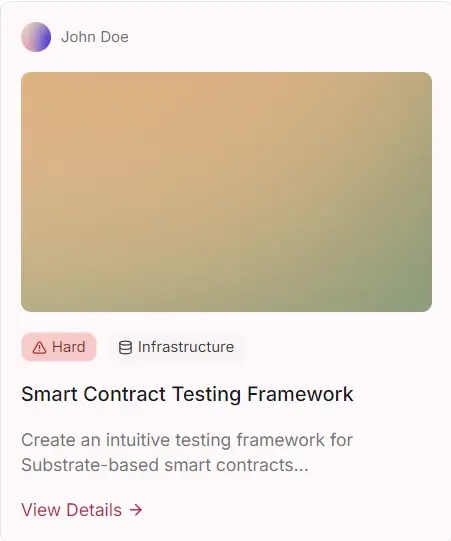 John Doe
Hard
Infrastructure
Smart Contract Testing Framework
Create an intuitive testing framework for
Substrate-based smart contracts...
View Details →